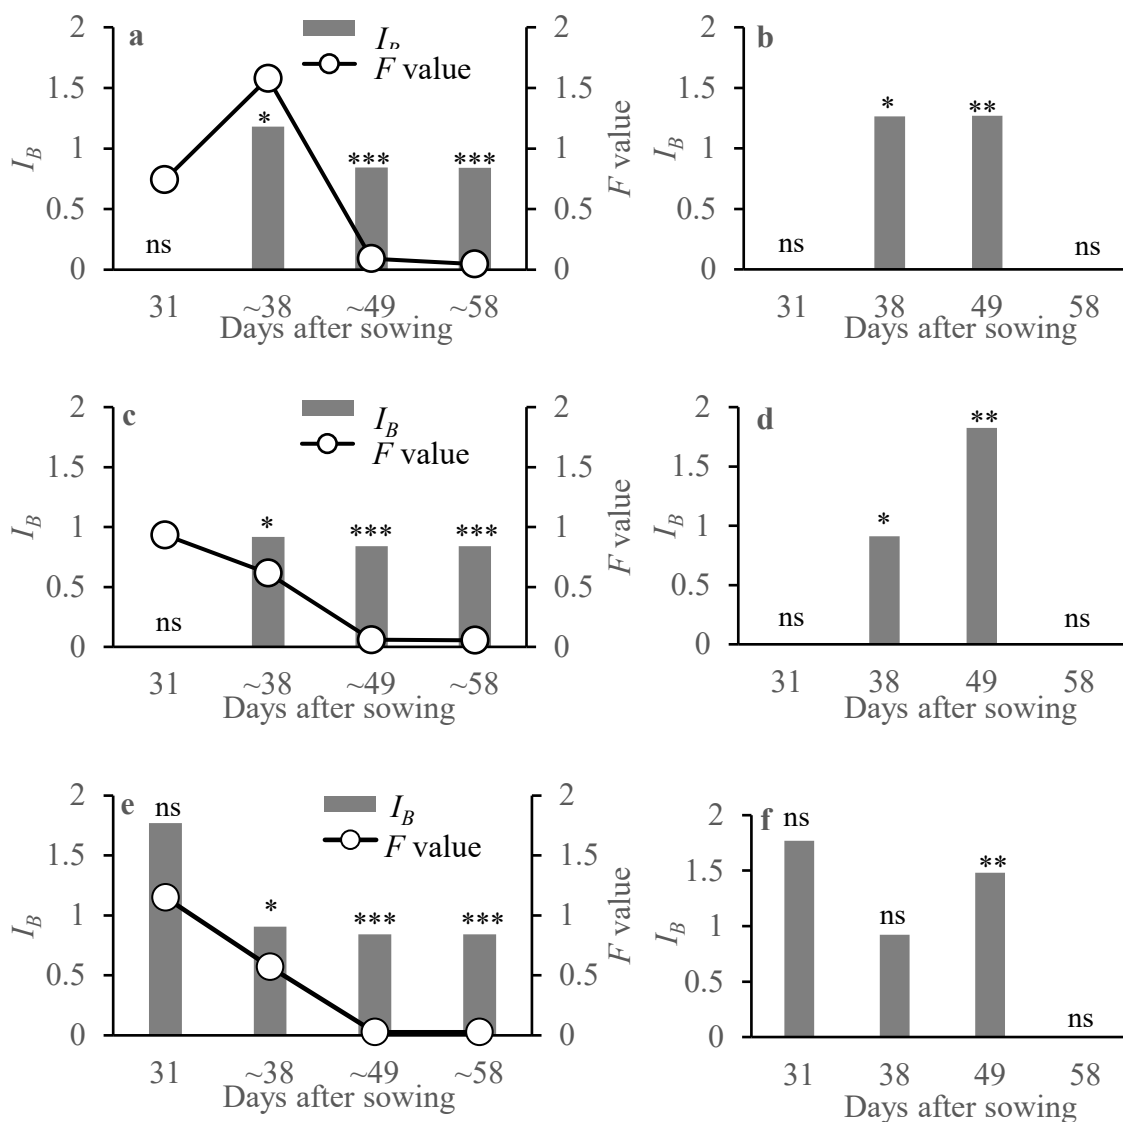 a
2
1.5
1
0.5
0
I_B
F value
2
1.5
1
0.5
0
I_B
F value
ns
*
***
***
31
~38
~49
~58
Days after sowing
b
2
1.5
1
0.5
0
I_B
ns
*
**
ns
31
38
49
58
Days after sowing
c
2
1.5
1
0.5
0
I_B
F value
2
1.5
1
0.5
0
I_B
F value
ns
*
***
***
31
~38
~49
~58
Days after sowing
d
2
1.5
1
0.5
0
I_B
ns
*
**
ns
31
38
49
58
Days after sowing
e
2
1.5
1
0.5
0
I_B
F value
2
1.5
1
0.5
0
I_B
F value
ns
*
***
***
31
~38
~49
~58
Days after sowing
f
2
1.5
1
0.5
0
I_B
ns
ns
**
ns
31
38
49
58
Days after sowing